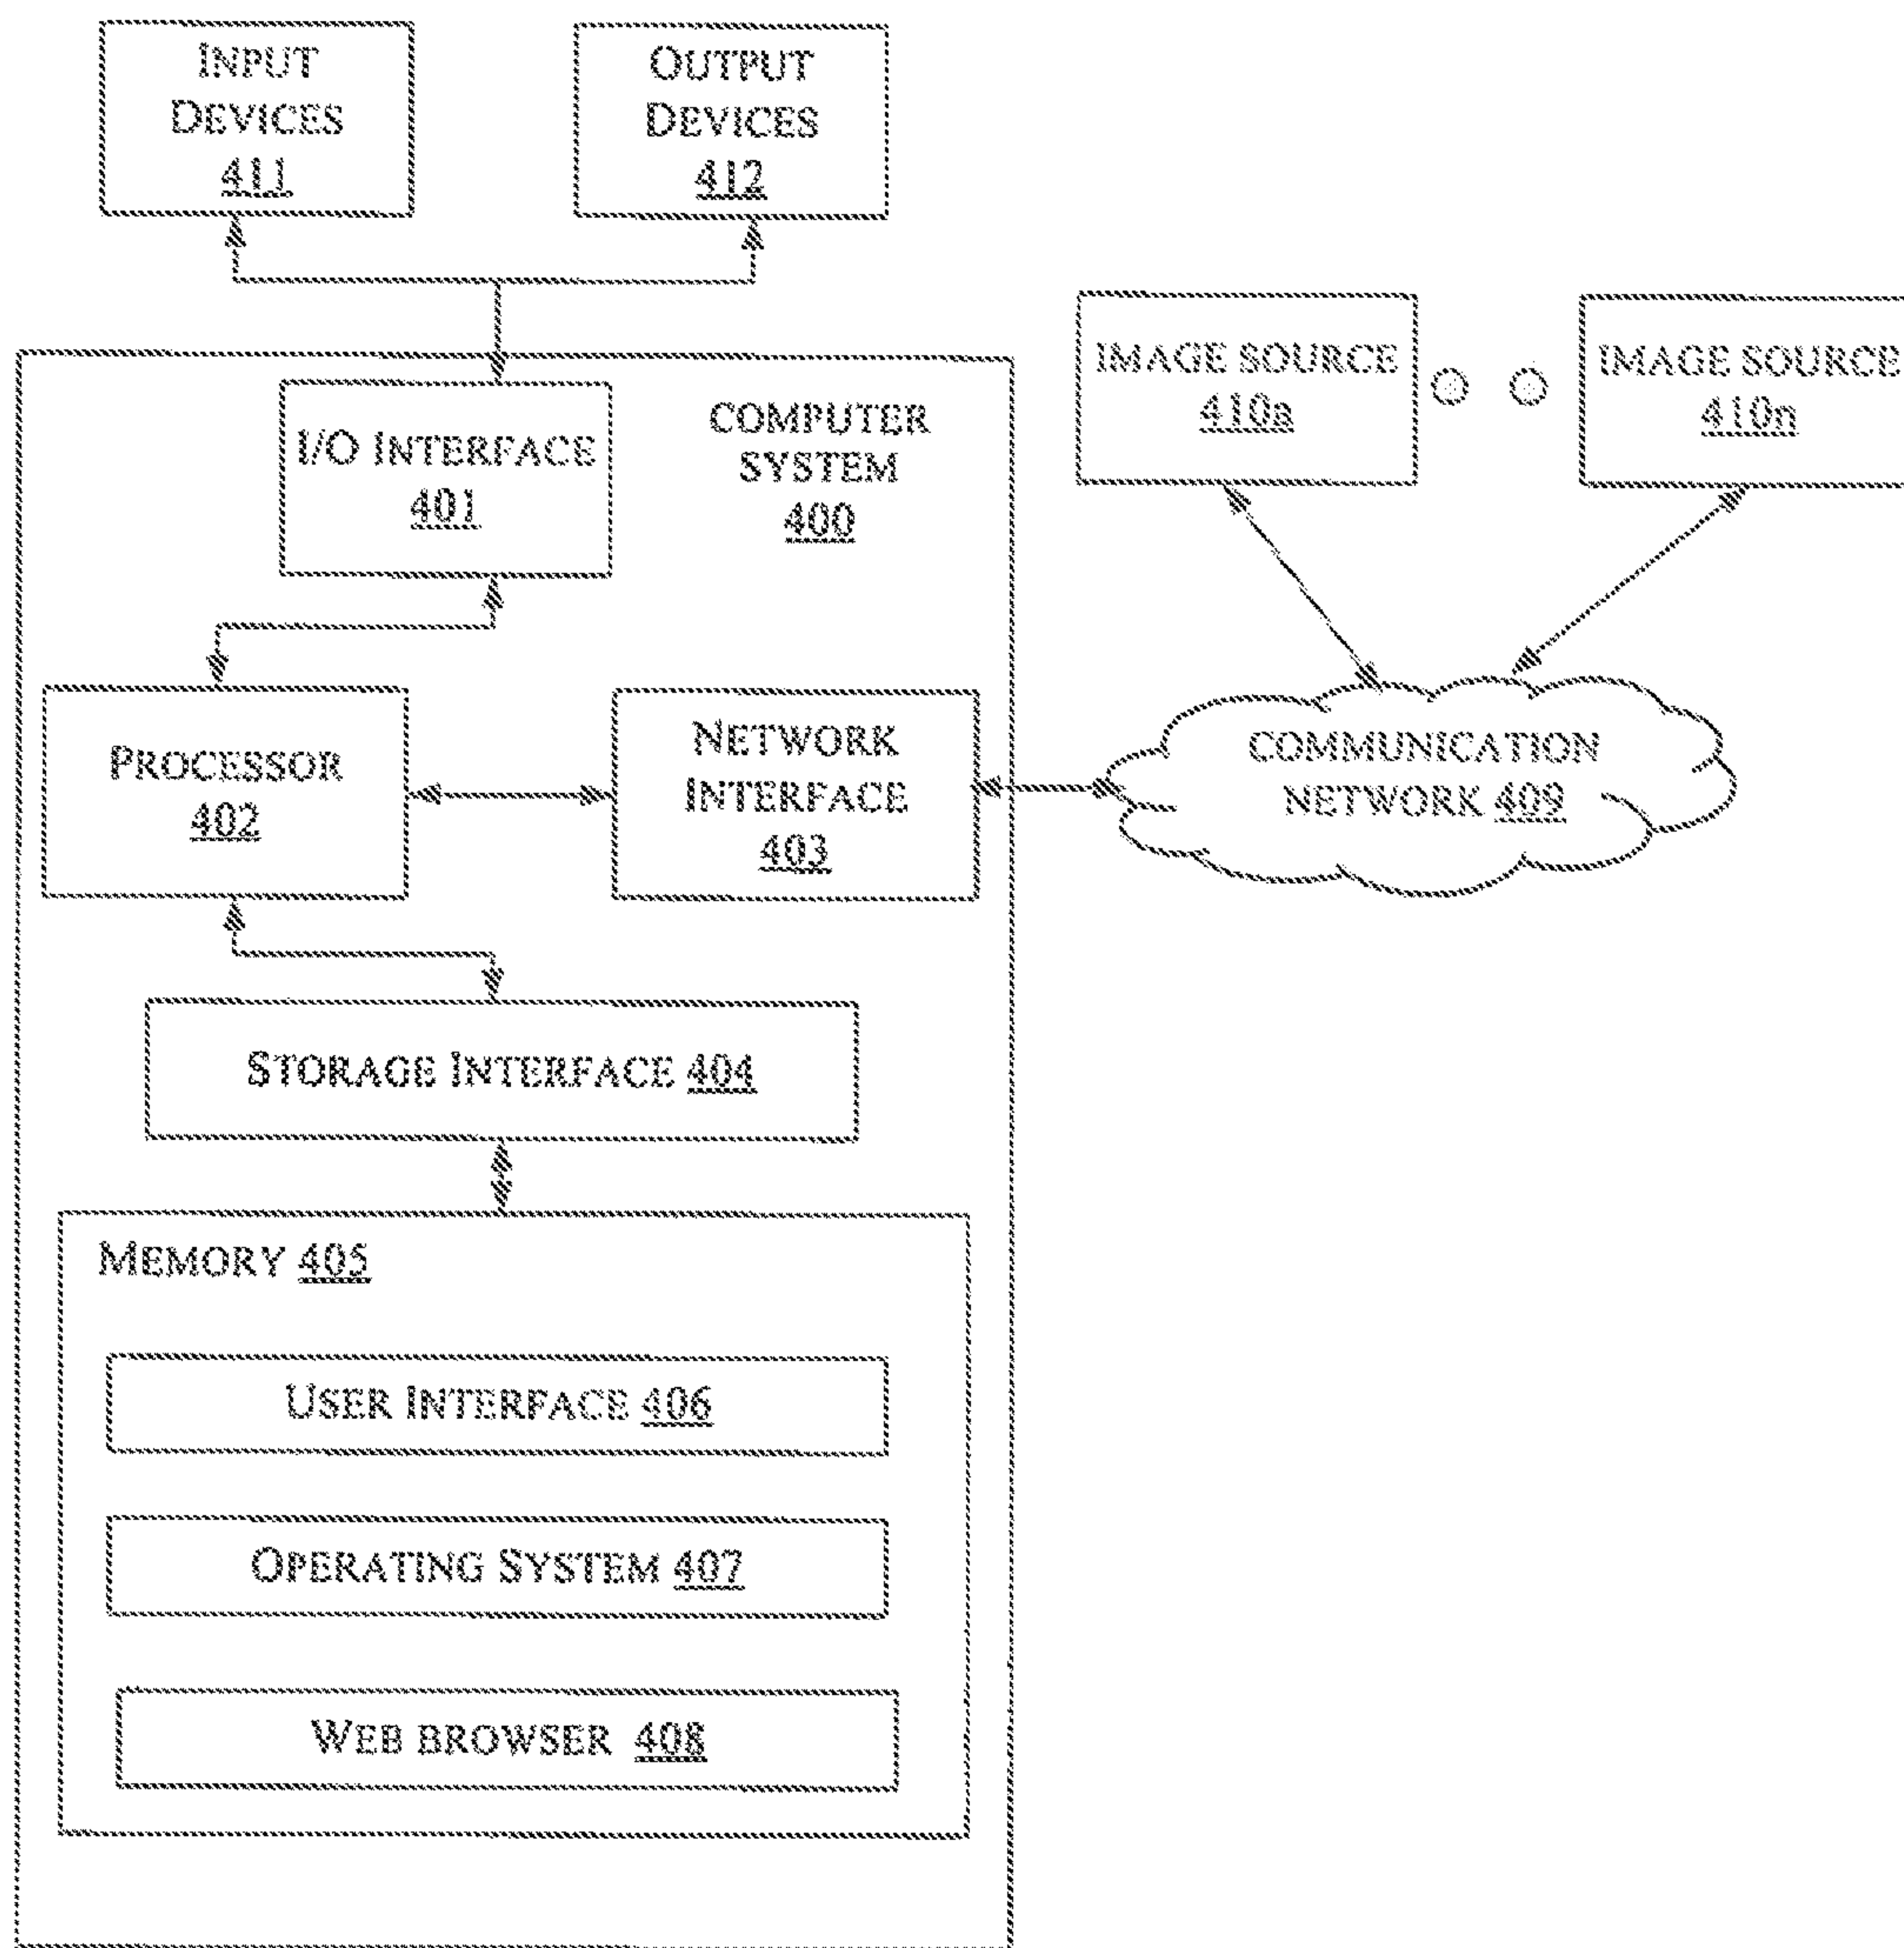 INPUT
DEVICES
411
OUTPUT
DEVICES
412
I/O INTERFACE
401
COMPUTER
SYSTEM
400
IMAGE SOURCE
410a
IMAGE SOURCE
410n
PROCESSOR
402
NETWORK
INTERFACE
403
COMMUNICATION
NETWORK 409
STORAGE INTERFACE 404
MEMORY 405
USER INTERFACE 406
OPERATING SYSTEM 407
WEB BROWSER 408